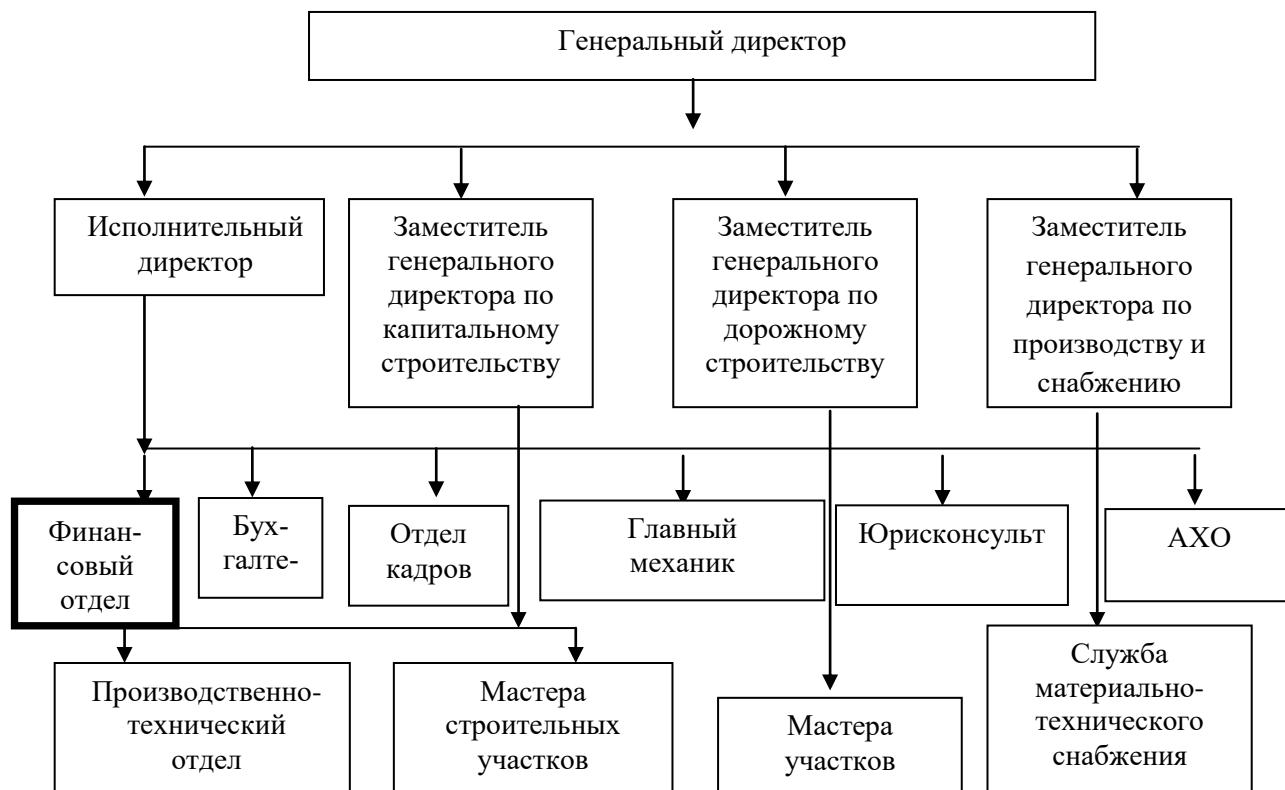 Генеральный директор
Исполнительный
директор
Заместитель
генерального
директора по
капитальному
строительству
Заместитель
генерального
директора по
дорожному
строительству
Заместитель
генерального
директора по
производству и
снабжению
Финан-
совый
отдел
Бух-
галте-
Отдел
кадров
Главный
механик
Юрисконсульт
АХО
Производственно-
технический
отдел
Мастера
строительных
участков
Мастера
участков
Служба
материально-
технического
снабжения